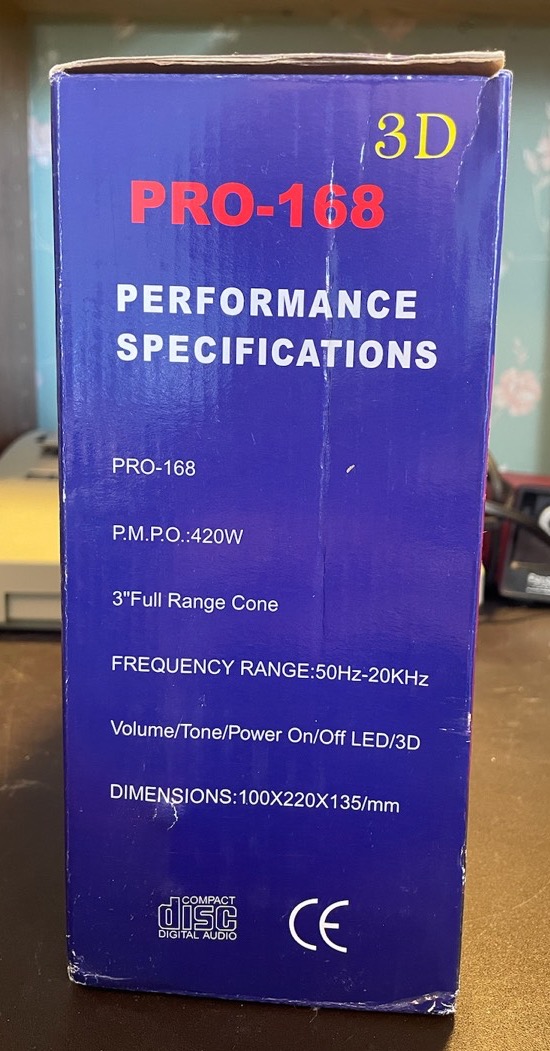 3D
PRO-168
PERFORMANCE
SPECIFICATIONS
PRO-168
P.M.P.O.:420W
3"Full Range Cone
FREQUENCY RANGE:50Hz-20KHz
Volume/Tone/Power On/Off LED/3D
DIMENSIONS:100X220X135/mm
COMPACT
disc
DIGITAL AUDIO
CE